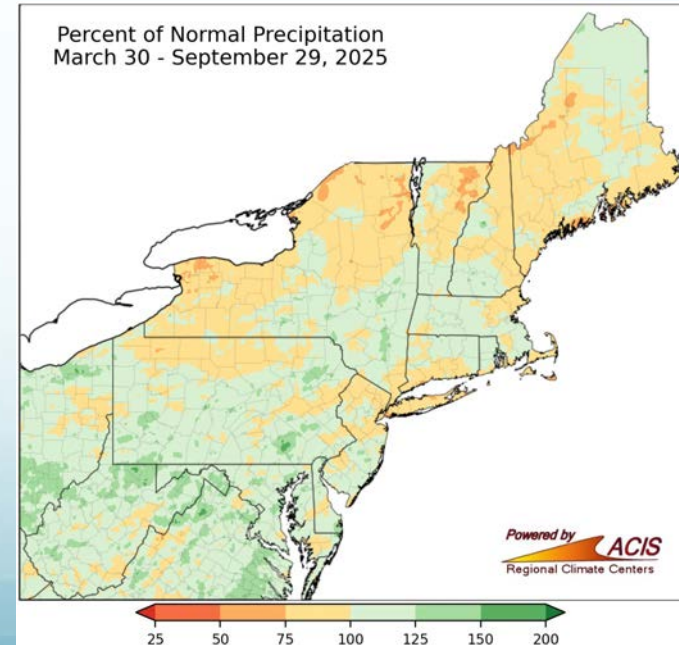 Percent of Normal Precipitation
March 30 - September 29, 2025
Powered by
ACIS
Regional Climate Centers
25 50 75 100 125 150 200